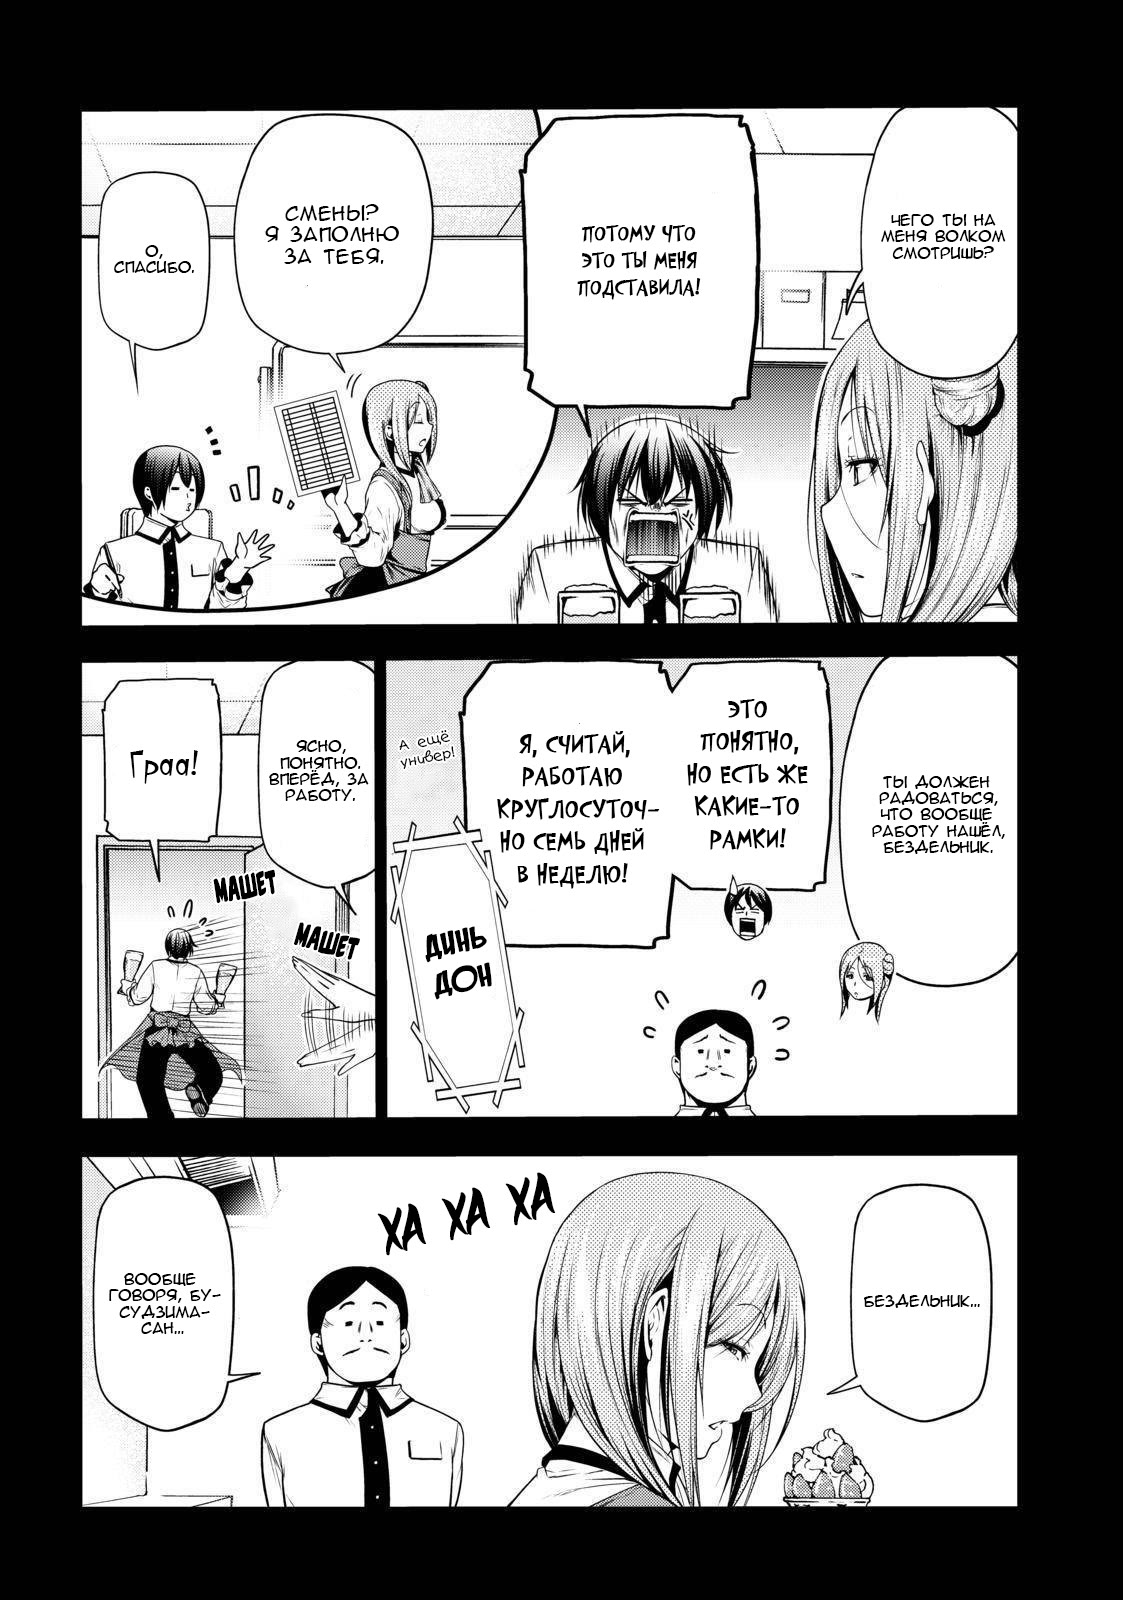 ЧЕГО ТЫ НА
МЕНЯ ВОЛКОМ
СМОТРИШЬ?
ПОТОМУ ЧТО
ЭТО ТЫ МЕНЯ
ПОДСТАВИЛА!
СМЕНЫ?
Я ЗАПОЛНЮ
ЗА ТЕБЯ.
О,
СПАСИБО.
ТЫ ДОЛЖЕН
РАДОВАТЬСЯ,
ЧТО ВООБЩЕ
РАБОТУ НАШЁЛ,
БЕЗДЕЛЬНИК.
ЭТО
ПОНЯТНО,
НО ЕСТЬ ЖЕ
КАКИЕ-ТО
РАМКИ!
Я, СЧИТАЙ,
РАБОТАЮ
КРУГЛОСУТОЧ-
НО СЕМЬ ДНЕЙ
В НЕДЕЛЮ!
А ЕЩЁ
УНИВЕР!
ДИНЬ
ДОН
ЯСНО,
ПОНЯТНО.
ВПЕРЁД, ЗА
РАБОТУ.
Граа!
МАШЕТ
МАШЕТ
БЕЗДЕЛЬНИК...
ХА ХА ХА
ВООБЩЕ
ГОВОРЯ, БУ-
СУДЗИМА-
САН...